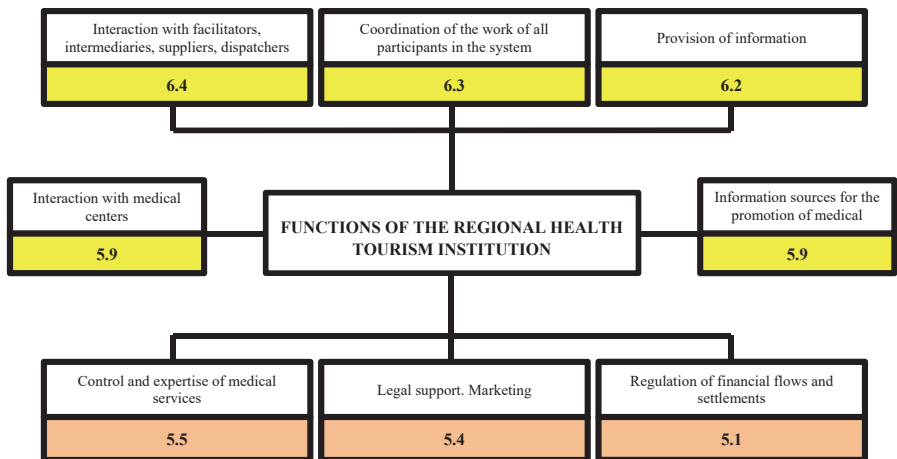 Interaction with facilitators,
intermediaries, suppliers, dispatchers
6.4
Coordination of the work of all
participants in the system
6.3
Provision of information
6.2
Interaction with medical
centers
5.9
FUNCTIONS OF THE REGIONAL HEALTH
TOURISM INSTITUTION
Information sources for the
promotion of medical
5.9
Control and expertise of medical
services
5.5
Legal support. Marketing
5.4
Regulation of financial flows and
settlements
5.1